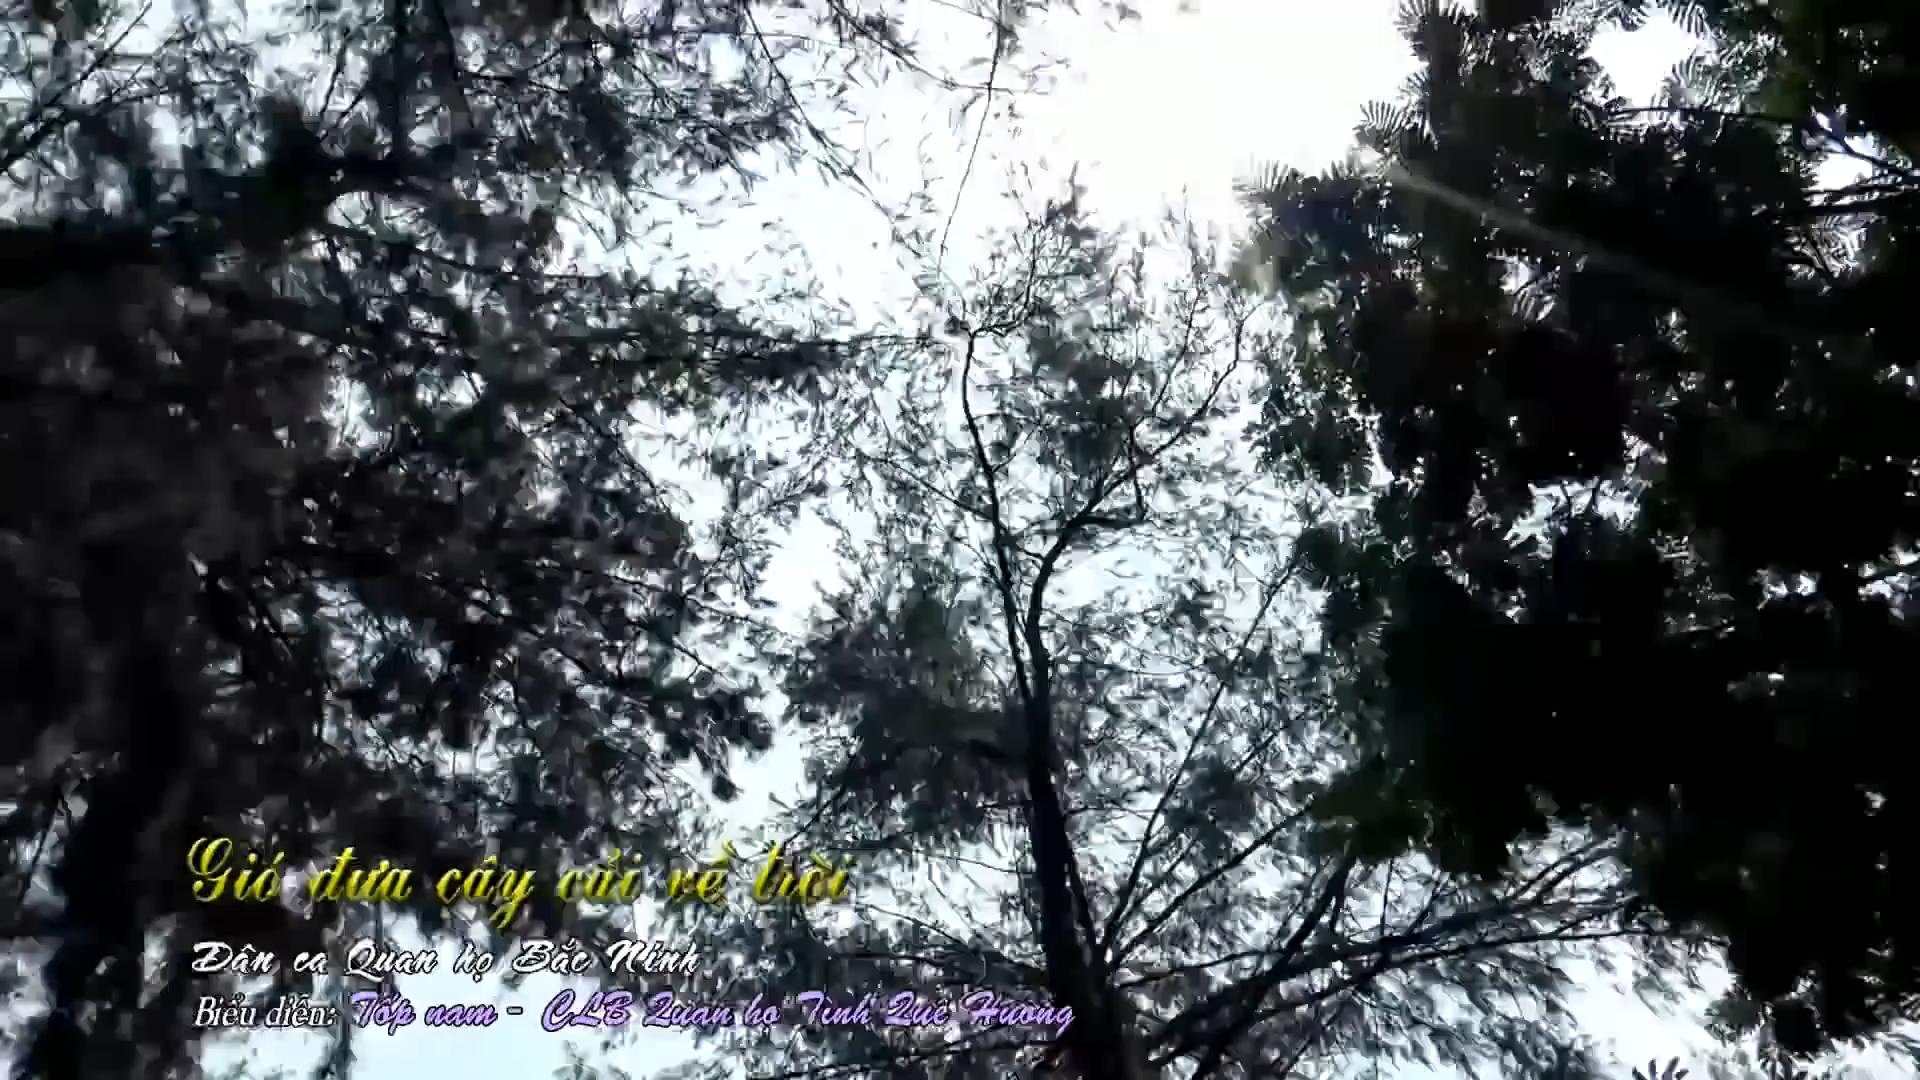 Gió đưa cây cải về trời
Dân ca Quan họ Bắc Ninh
Biểu diễn: Tốp nam - CLB Quan họ Tình Quê Hương